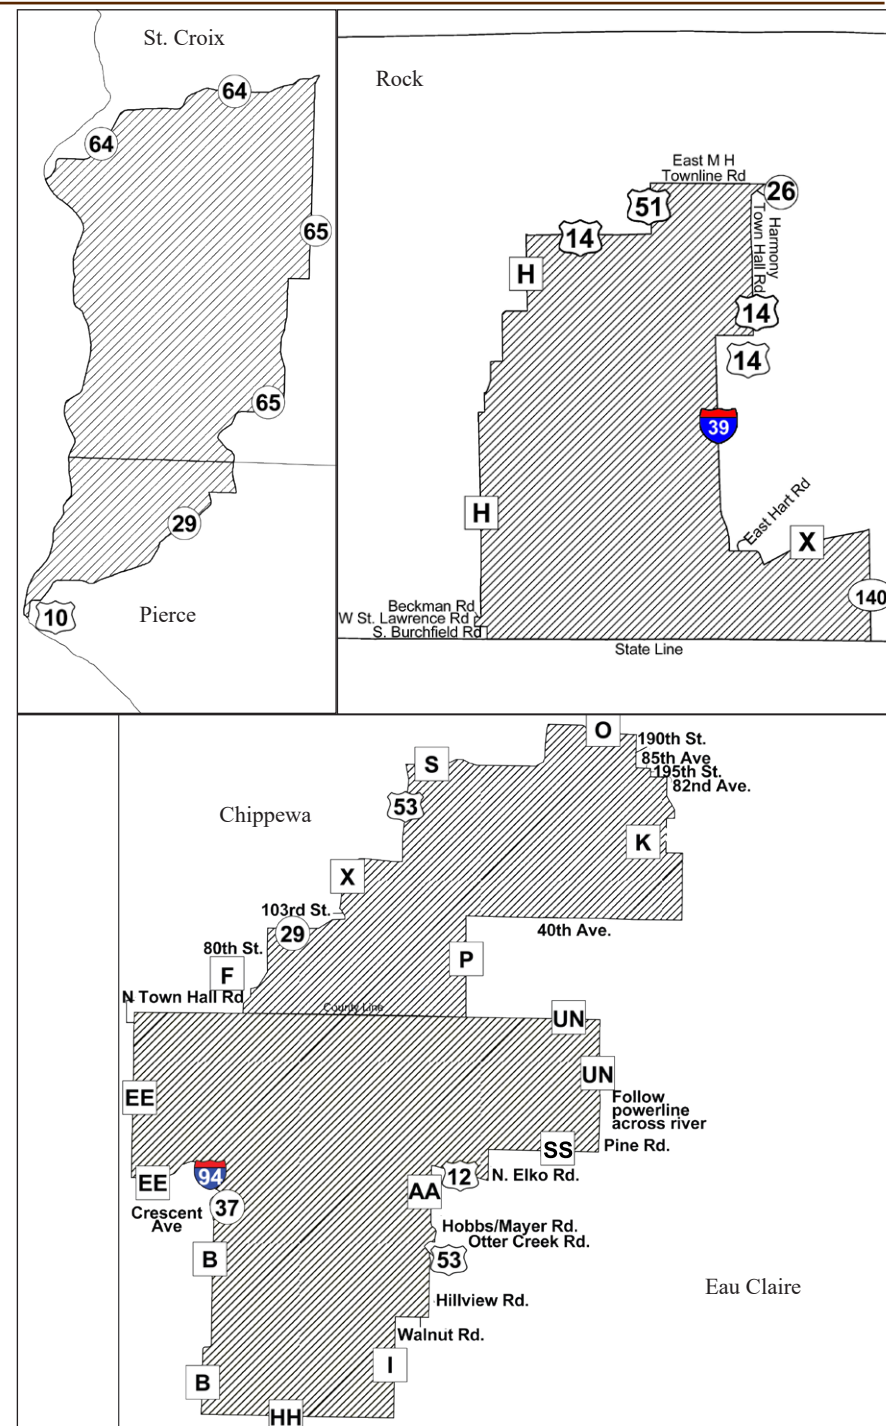 St. Croix
64
64
65
65
29
10
Pierce
Rock
East M H
Townline Rd
26
51
Harmony
Town Hall Rd
14
H
14
14
39
H
East Hart Rd
X
140
Beckman Rd
W St. Lawrence Rd
S. Burchfield Rd
State Line
O
190th St.
85th Ave
195th St.
82nd Ave.
S
53
Chippewa
K
X
103rd St.
29
40th Ave.
80th St.
P
F
N Town Hall Rd
County Line
UN
UN
EE
Follow
powerline
across river
Pine Rd.
SS
N. Elko Rd.
12
94
EE
AA
37
Crescent
Ave
Hobbs/Mayer Rd.
Otter Creek Rd.
53
B
Eau Claire
Hillview Rd.
Walnut Rd.
I
B
HH